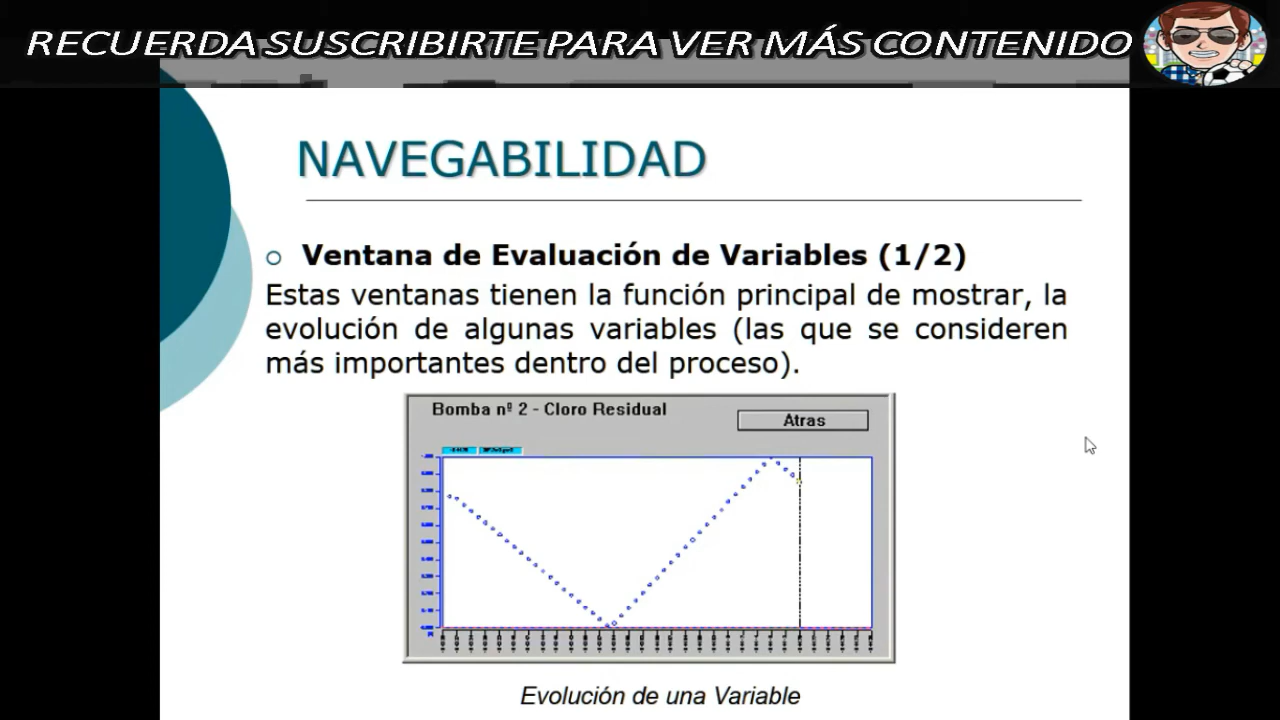 RECUERDA SUSCRIBIRTE PARA VER MÁS CONTENIDO
NAVEGABILIDAD
Ventana de Evaluación de Variables (1/2)
Estas ventanas tienen la función principal de mostrar, la
evolución de algunas variables (las que se consideren
más importantes dentro del proceso).
Bomba nº 2 - Cloro Residual
Atras
Evolución de una Variable